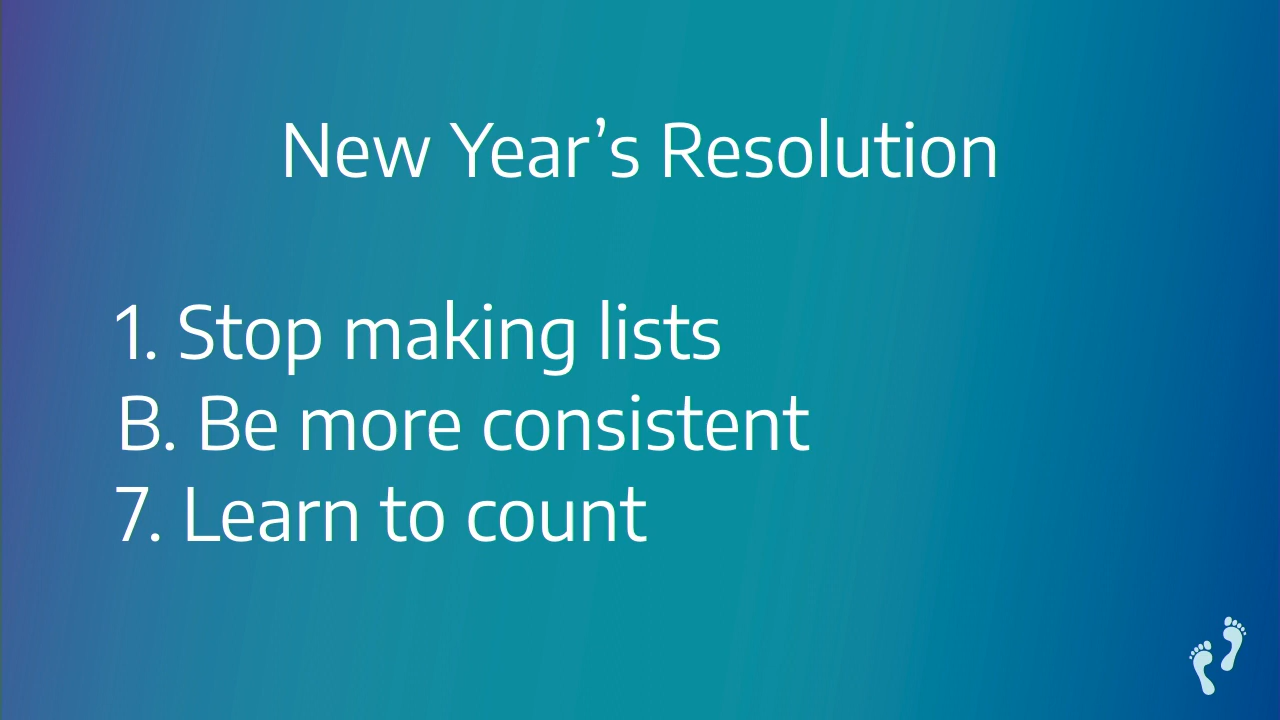 New Year’s Resolution
1. Stop making lists
B. Be more consistent
7. Learn to count